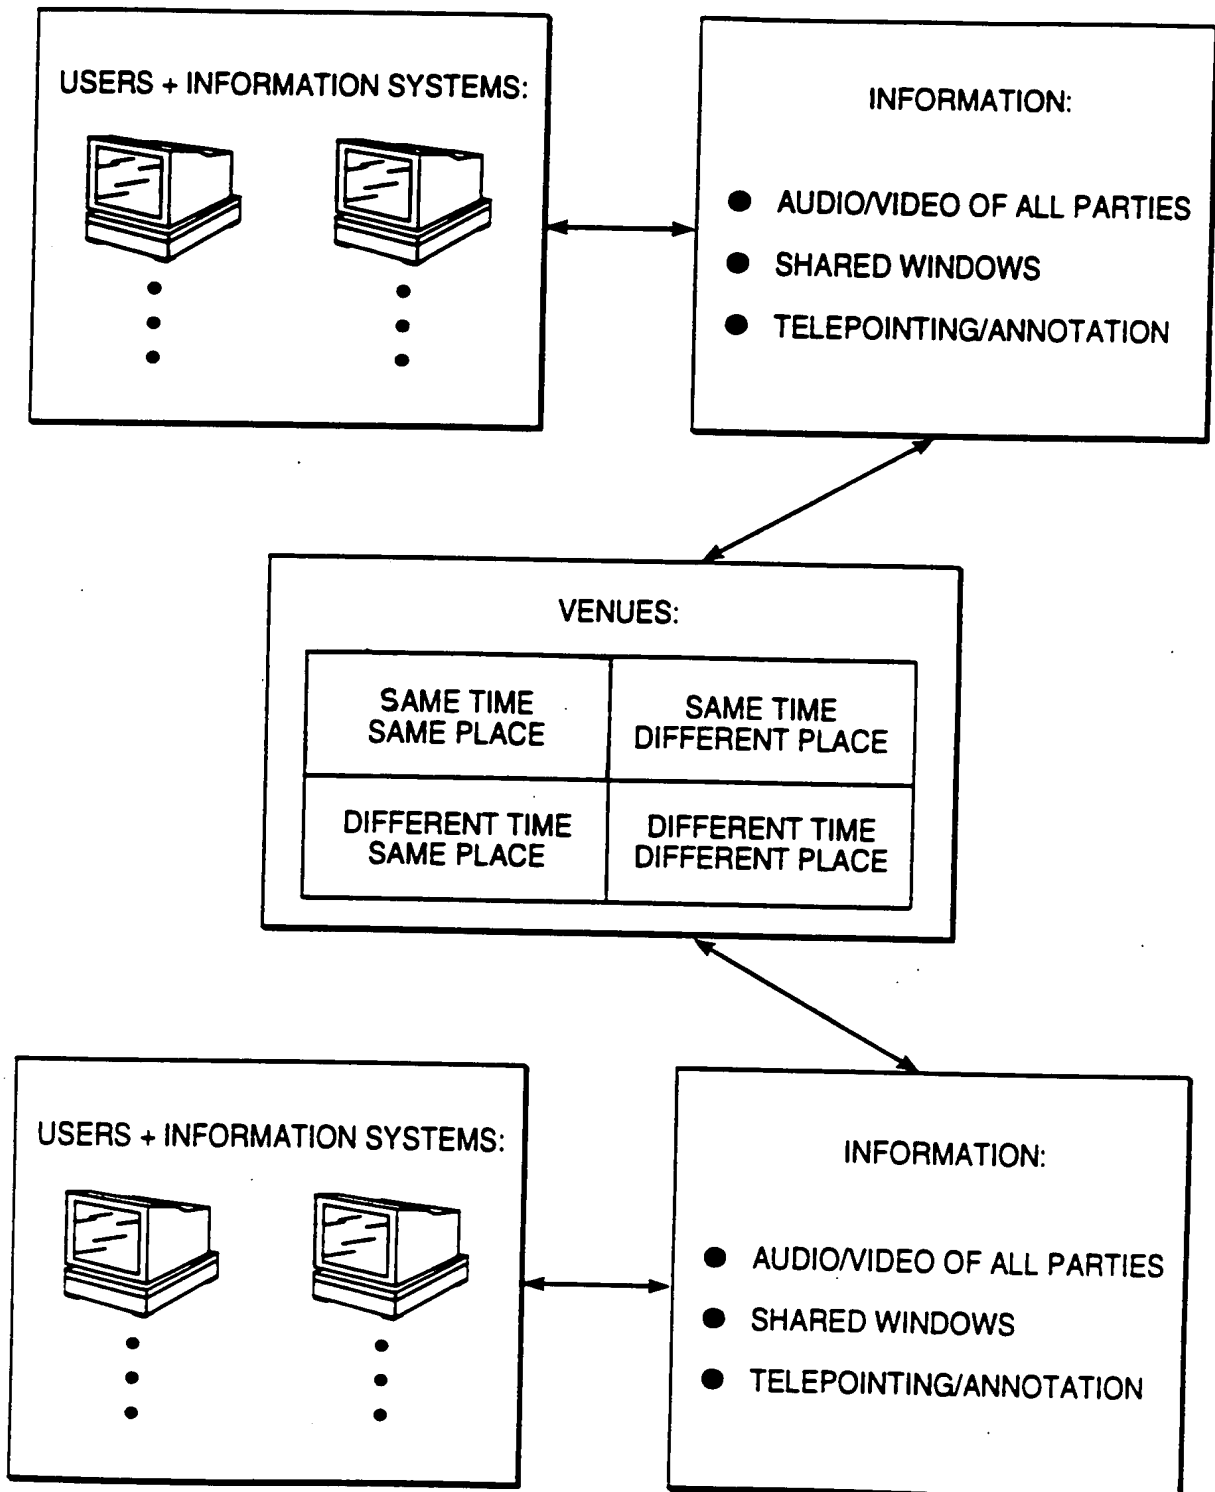 USERS + INFORMATION SYSTEMS:
INFORMATION:
● AUDIO/VIDEO OF ALL PARTIES
● SHARED WINDOWS
● TELEPOINTING/ANNOTATION
VENUES:
SAME TIME
SAME PLACE
SAME TIME
DIFFERENT PLACE
DIFFERENT TIME
SAME PLACE
DIFFERENT TIME
DIFFERENT PLACE
USERS + INFORMATION SYSTEMS:
INFORMATION:
● AUDIO/VIDEO OF ALL PARTIES
● SHARED WINDOWS
● TELEPOINTING/ANNOTATION